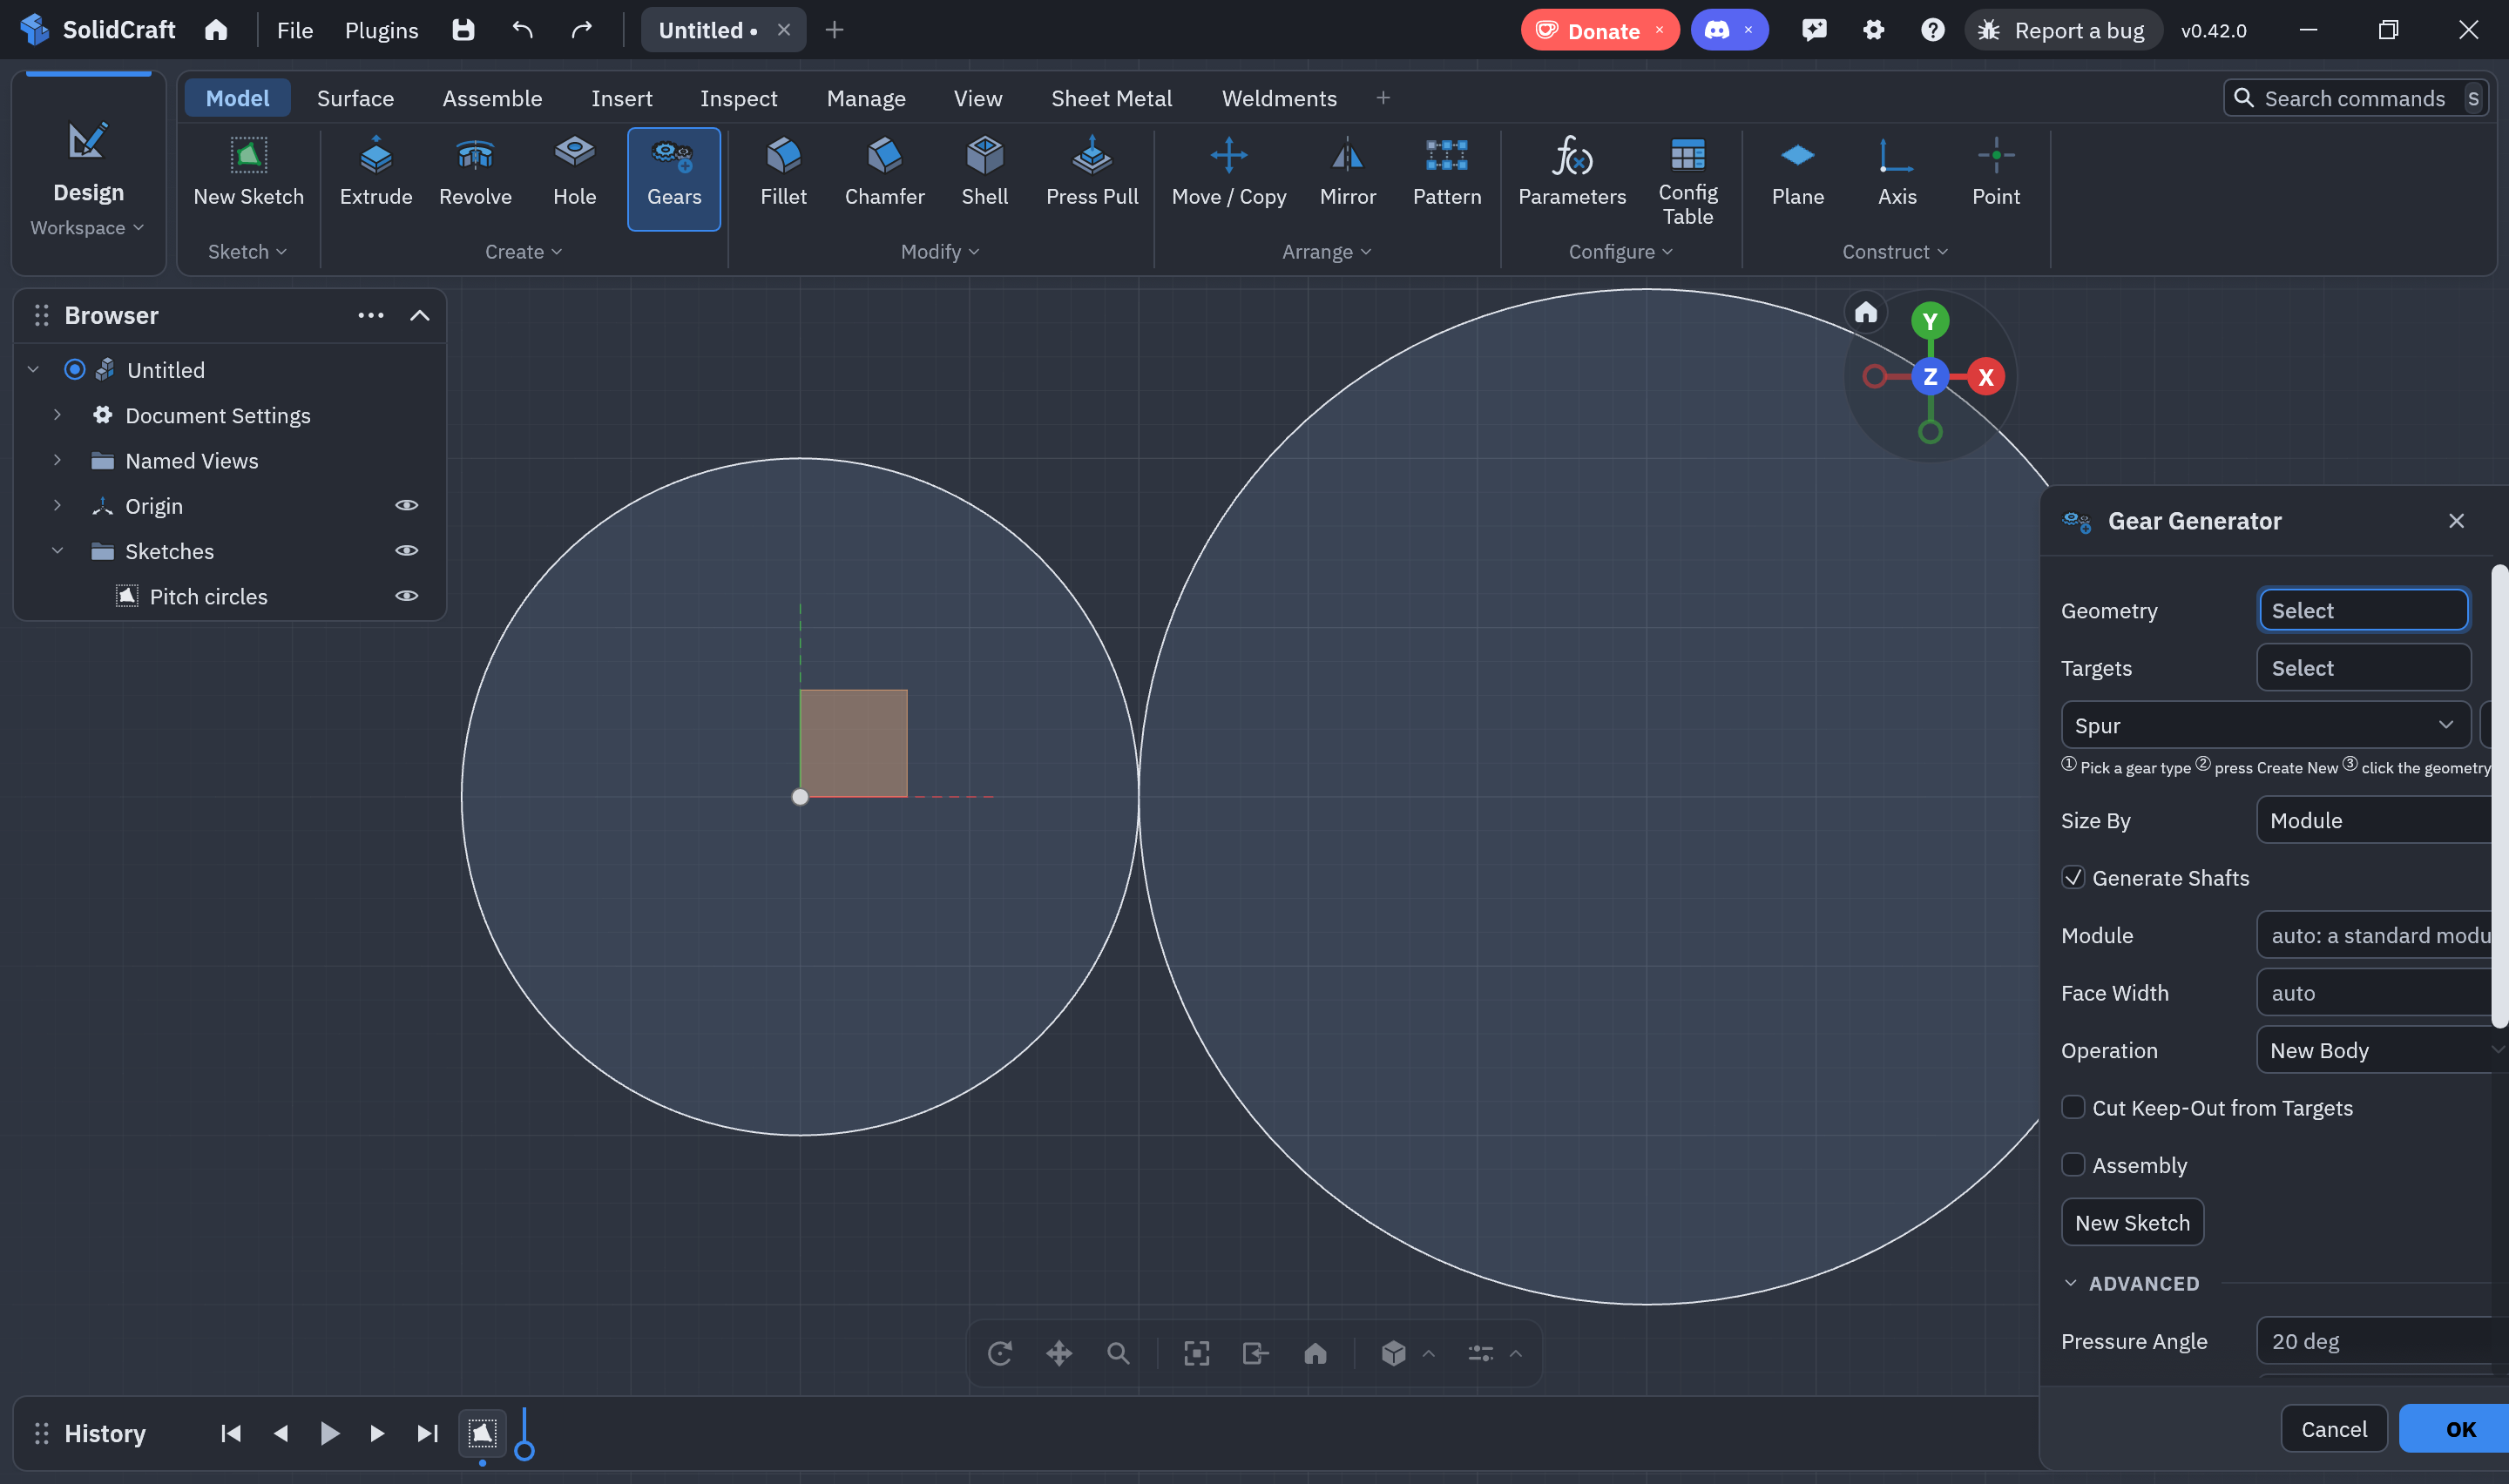 SolidCraft File Plugins Untitled • Donate × × Report a bug v0.42.0
Model Surface Assemble Insert Inspect Manage View Sheet Metal Weldments Search commands S
Design
Workspace
New Sketch Extrude Revolve Hole Gears Fillet Chamfer Shell Press Pull Move / Copy Mirror Pattern Parameters Config Table Plane Axis Point
Sketch Create Modify Arrange Configure Construct
Browser
Untitled
Document Settings
Named Views
Origin
Sketches
Pitch circles
Y
Z X
Gear Generator
Geometry Select
Targets Select
Spur
① Pick a gear type ② press Create New ③ click the geometry
Size By Module
Generate Shafts
Module auto: a standard modu
Face Width auto
Operation New Body
Cut Keep-Out from Targets
Assembly
New Sketch
ADVANCED
Pressure Angle 20 deg
Cancel OK
History